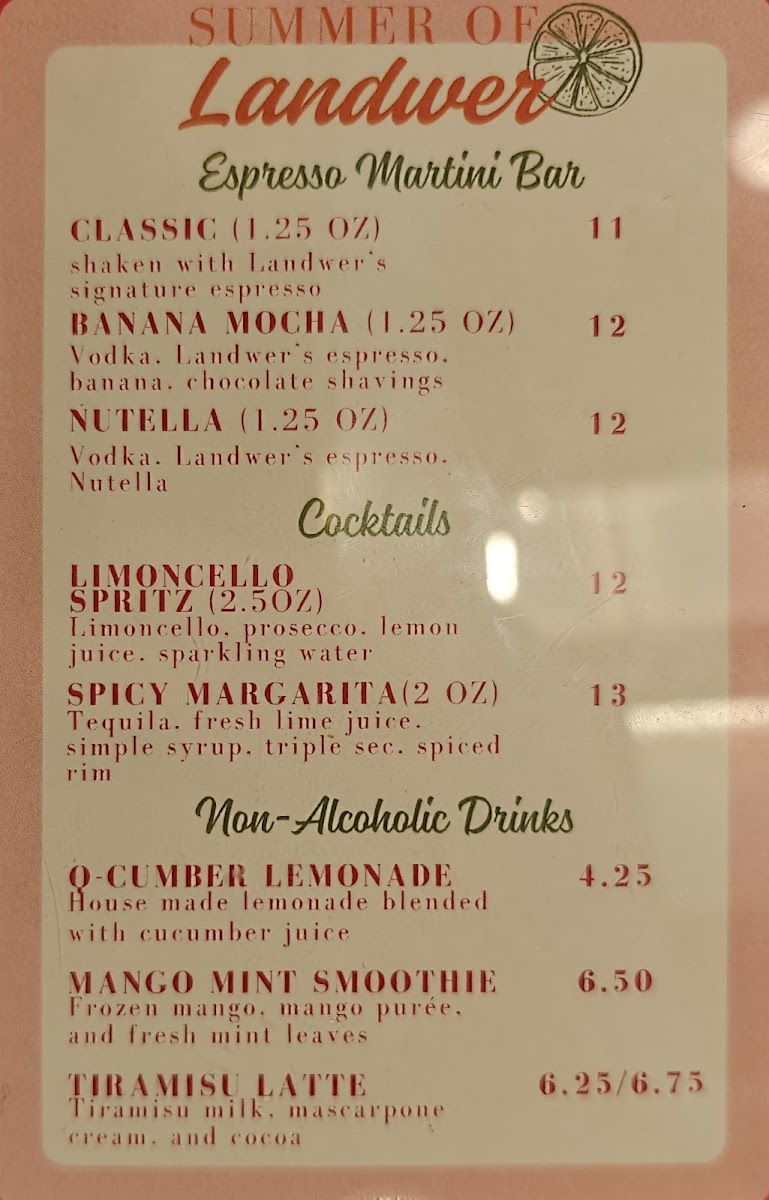 SUMMER OF
Landwer
Espresso Martini Bar
CLASSIC (1.25 OZ) 11
shaken with Landwer's
signature espresso
BANANA MOCHA (1.25 OZ) 12
Vodka, Landwer's espresso,
banana, chocolate shavings
NUTELLA (1.25 OZ) 12
Vodka, Landwer's espresso,
Nutella
Cocktails
LIMONCELLO
SPRITZ (2.5OZ) 12
Limoncello, prosecco, lemon
juice, sparkling water
SPICY MARGARITA(2 OZ) 13
Tequila, fresh lime juice,
simple syrup, triple sec, spiced
rim
Non-Alcoholic Drinks
Q-CUMBER LEMONADE 4.25
House made lemonade blended
with cucumber juice
MANGO MINT SMOOTHIE 6.50
Frozen mango, mango purée,
and fresh mint leaves
TIRAMISU LATTE 6.25/6.75
Tiramisu milk, mascarpone
cream, and cocoa